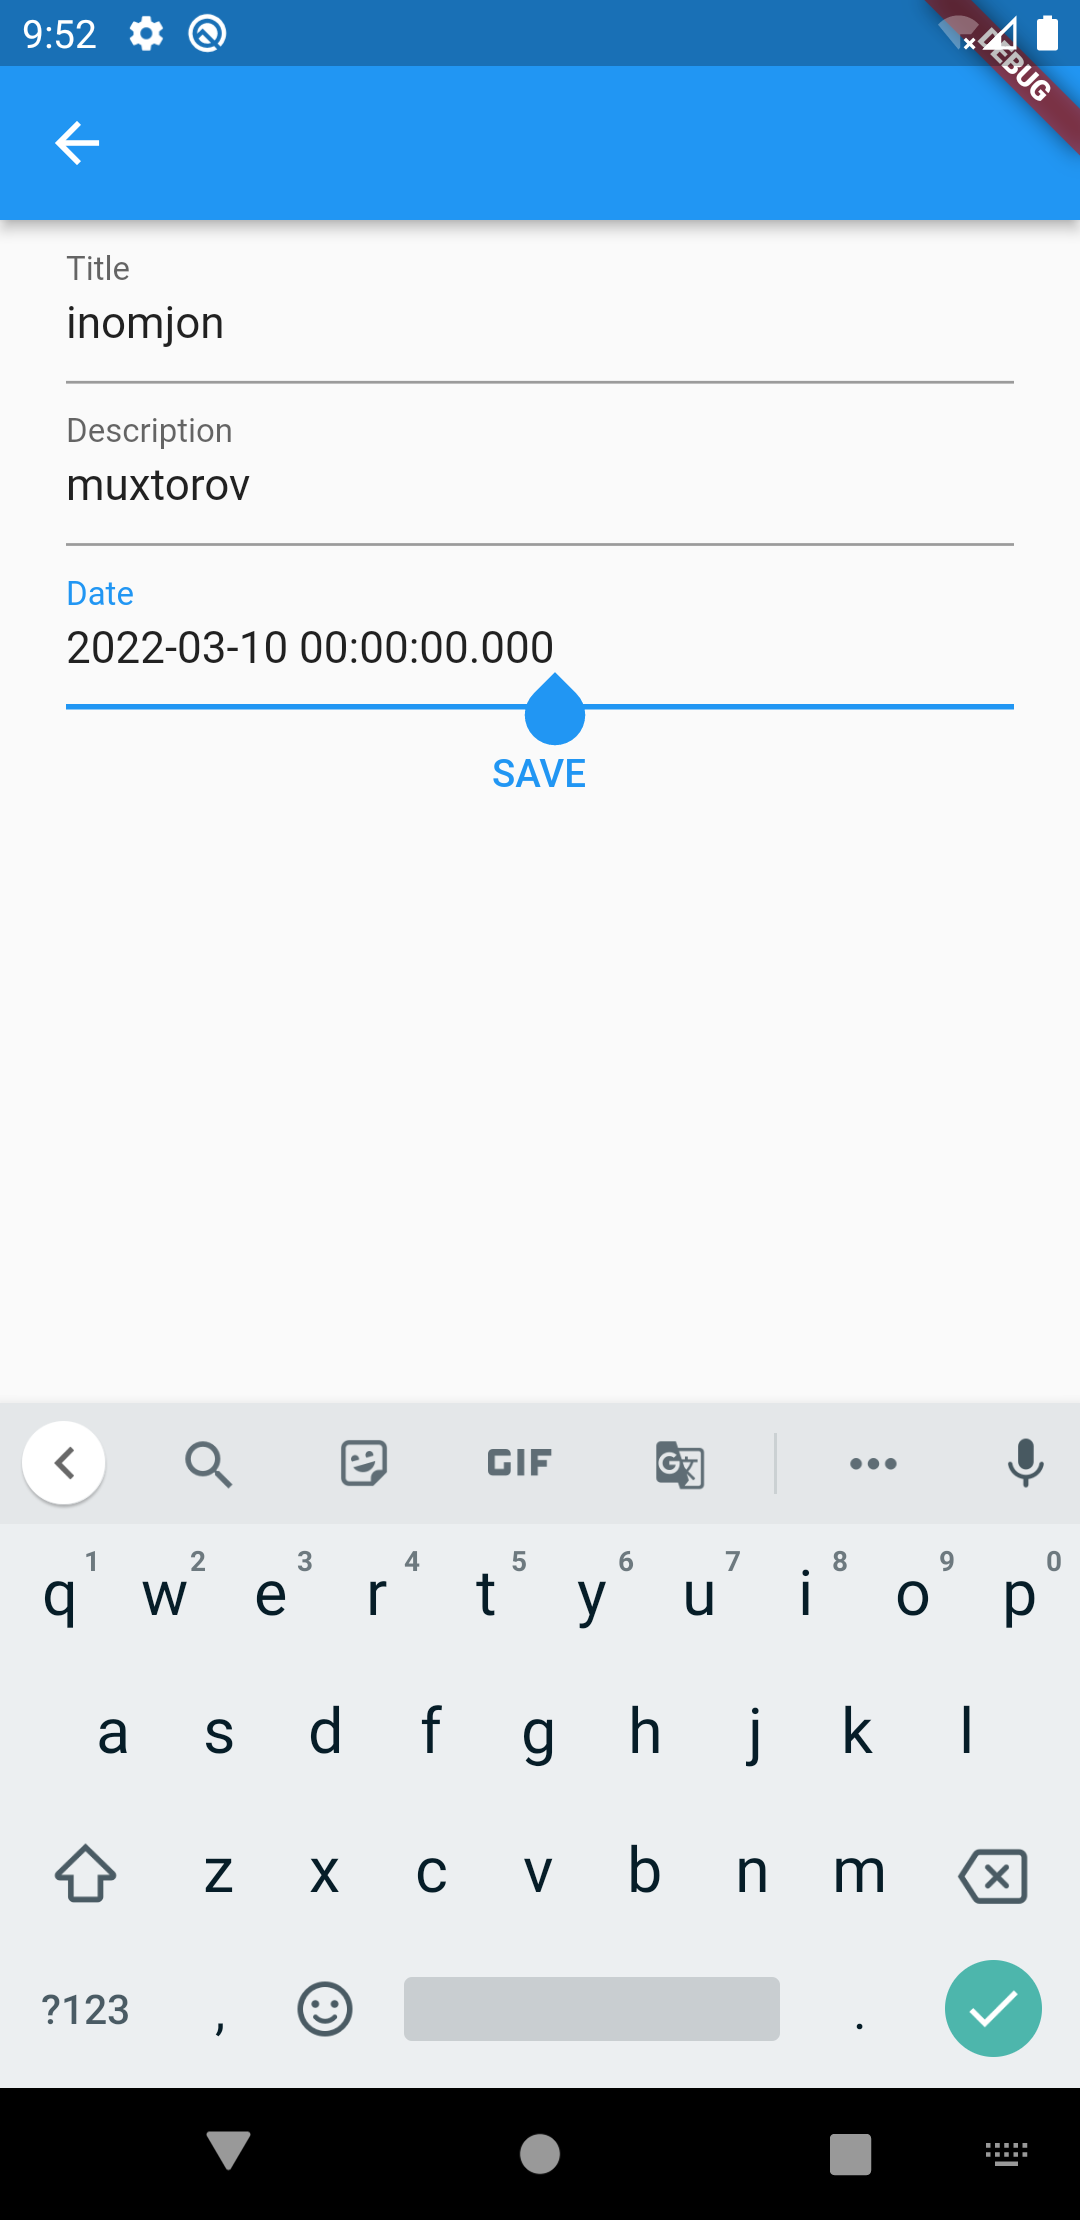 9:52
DEBUG
Title
inomjon
Description
muxtorov
Date
2022-03-10 00:00:00.000
SAVE
GIF
G
1 2 3 4 5 6 7 8 9 0
q w e r t y u i o p
a s d f g h j k l
z x c v b n m
?123 , .